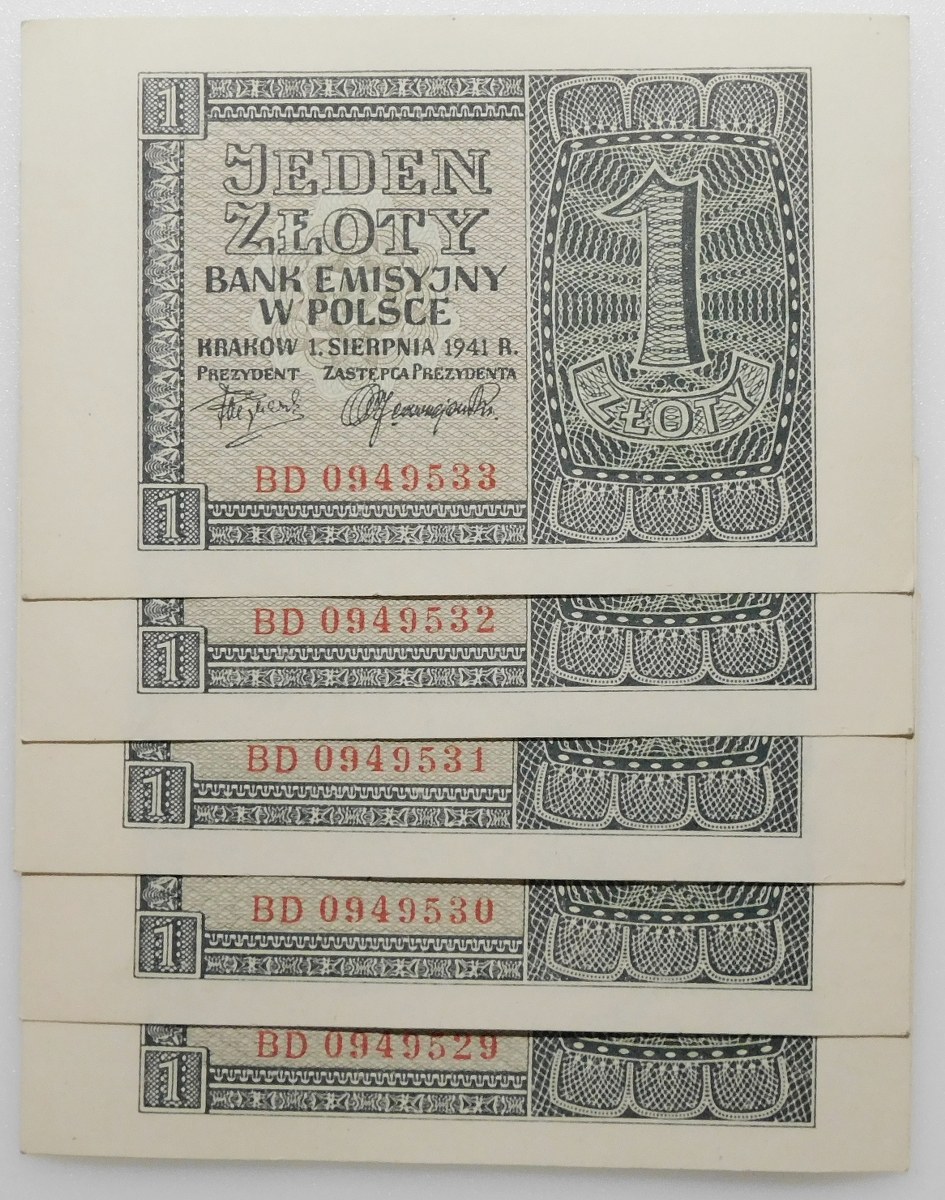 1
JEDEN
ZŁOTY
BANK EMISYJNY
W POLSCE
KRAKÓW 1. SIERPNIA 1941 R.
PREZYDENT ZASTĘPCA PREZYDENTA
BD 0949533
1
1
ZŁOTY
BD 0949532
1
BD 0949531
1
BD 0949530
1
BD 0949529
1